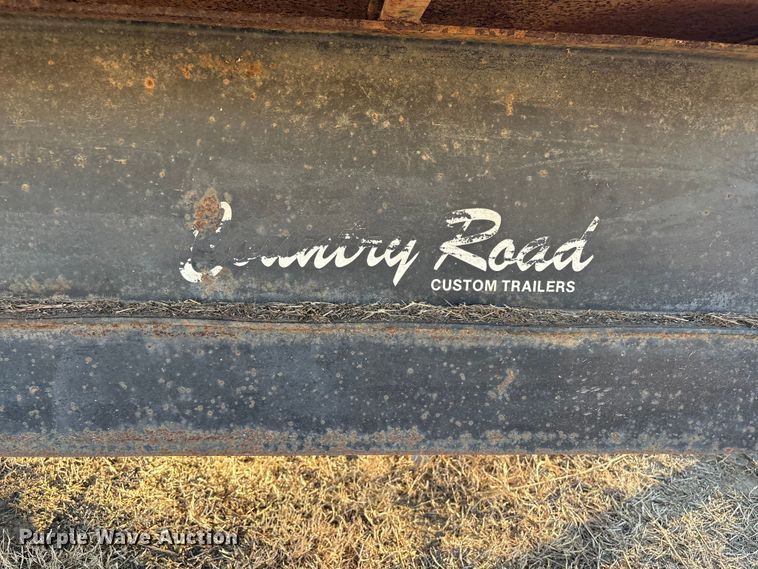 Country Road
CUSTOM TRAILERS
Purple Wave Auction